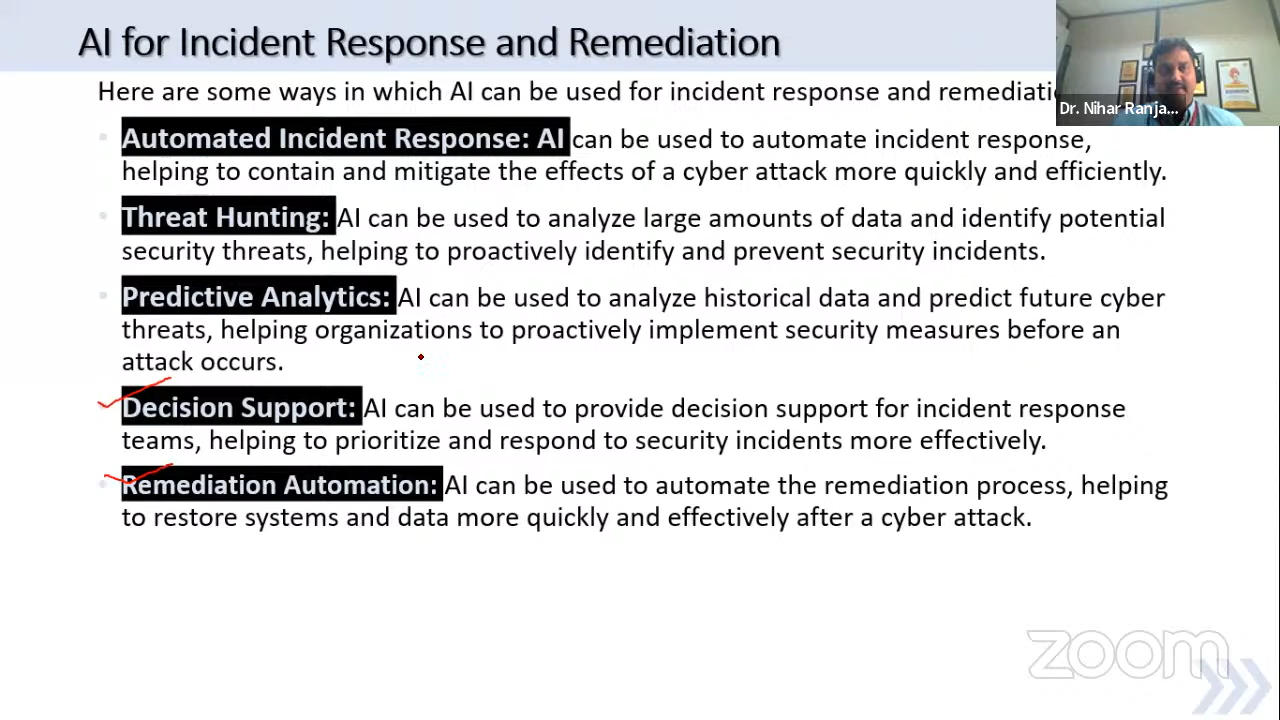 AI for Incident Response and Remediation
Here are some ways in which AI can be used for incident response and
Dr. Nihar Ranja...
Automated Incident Response: AI can be used to automate incident response,
helping to contain and mitigate the effects of a cyber attack more quickly and efficiently.
Threat Hunting: AI can be used to analyze large amounts of data and identify potential
security threats, helping to proactively identify and prevent security incidents.
Predictive Analytics: AI can be used to analyze historical data and predict future cyber
threats, helping organizations to proactively implement security measures before an
attack occurs.
Decision Support: AI can be used to provide decision support for incident response
teams, helping to prioritize and respond to security incidents more effectively.
Remediation Automation: AI can be used to automate the remediation process, helping
to restore systems and data more quickly and effectively after a cyber attack.
zoom